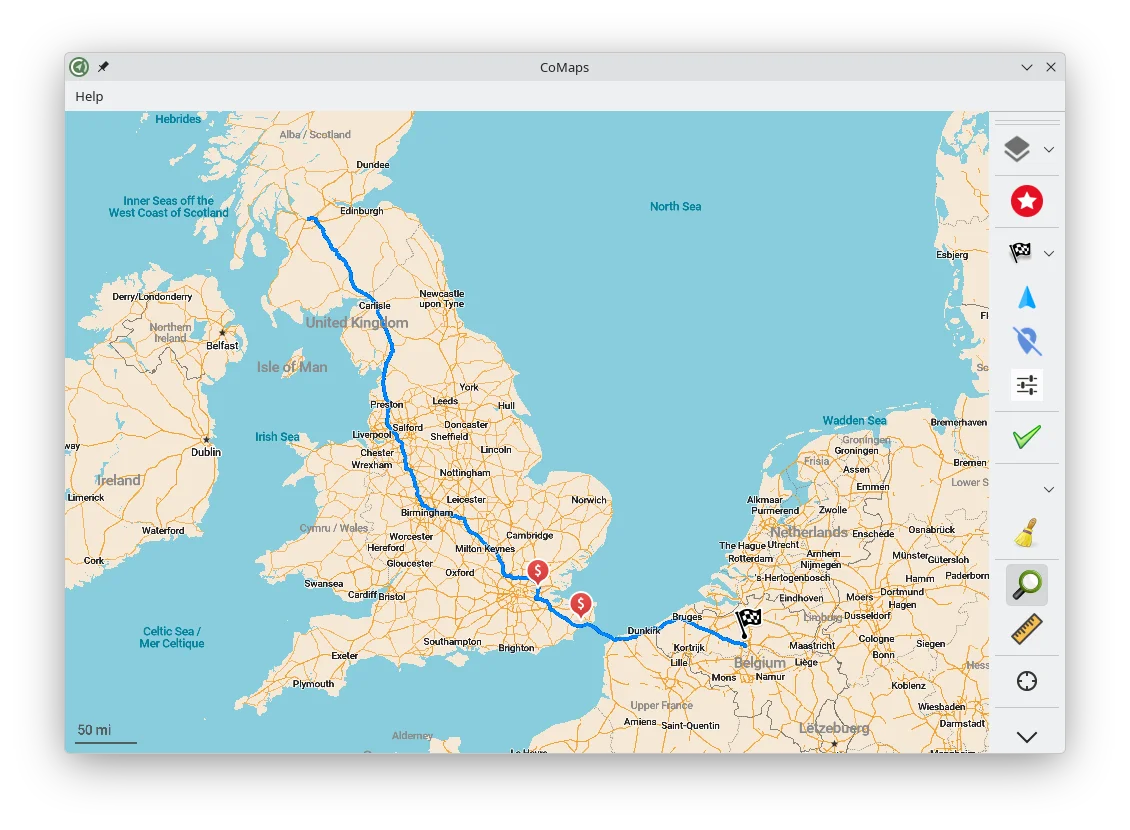 CoMaps
Help
Hebrides
Alba / Scotland
Dundee
Inner Seas off the
West Coast of Scotland
Edinburgh
North Sea
Esbjerg
Derry/Londonderry
Newcastle
upon Tyne
Carlisle
United Kingdom
Northern
Ireland
Belfast
Isle of Man
York
Leeds
Hull
Preston
Salford
Doncaster
Sheffield
Liverpool
Irish Sea
Dublin
Chester
Wrexham
Lincoln
Nottingham
Ireland
Limerick
Leicester
Norwich
Birmingham
Waterford
Cymru / Wales
Worcester
Hereford
Cambridge
Milton Keynes
Cork
Gloucester
Oxford
Swansea
Cardiff
Bristol
Celtic Sea /
Mer Celtique
Southampton
Brighton
Exeter
Plymouth
Alderney
50 mi
Wadden Sea
Bremerhaven
Groningen
Groningen
Frisia
Assen
Bremen
Emmen
Lower S
Alkmaar
Purmerend
Zwolle
Netherlands
Enschede
Osnabrück
The Hague
Utrecht
Rotterdam
Arnhem
Nijmegen
Münster
Gütersloh
's-Hertogenbosch
Hamm
Paderborn
Eindhoven
Moers
Dortmund
Hagen
Bruges
Limburg
Düsseldorf
Dunkirk
Kortrijk
Lille
Maastricht
Cologne
Bonn
Siegen
Belgium
Liège
Mons
Namur
Koblenz
Upper France
Amiens
Saint-Quentin
Wiesbaden
Darmstadt
Lëtzebuerg